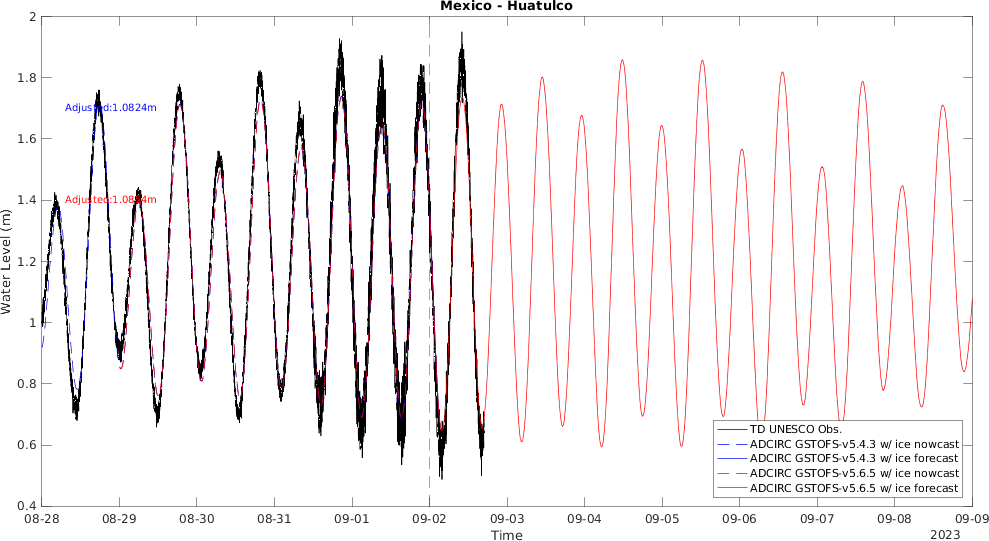 Mexico - Huatulco
2
1.8
1.6
1.4
1.2
1
0.8
0.6
0.4
Water Level (m)
Adjusted:1.0824m
Adjusted:1.0854m
TD UNESCO Obs.
ADCIRC GSTOFS-v5.4.3 w/ ice nowcast
ADCIRC GSTOFS-v5.4.3 w/ ice forecast
ADCIRC GSTOFS-v5.6.5 w/ ice nowcast
ADCIRC GSTOFS-v5.6.5 w/ ice forecast
08-28 08-29 08-30 08-31 09-01 09-02 09-03 09-04 09-05 09-06 09-07 09-08 09-09
Time
2023